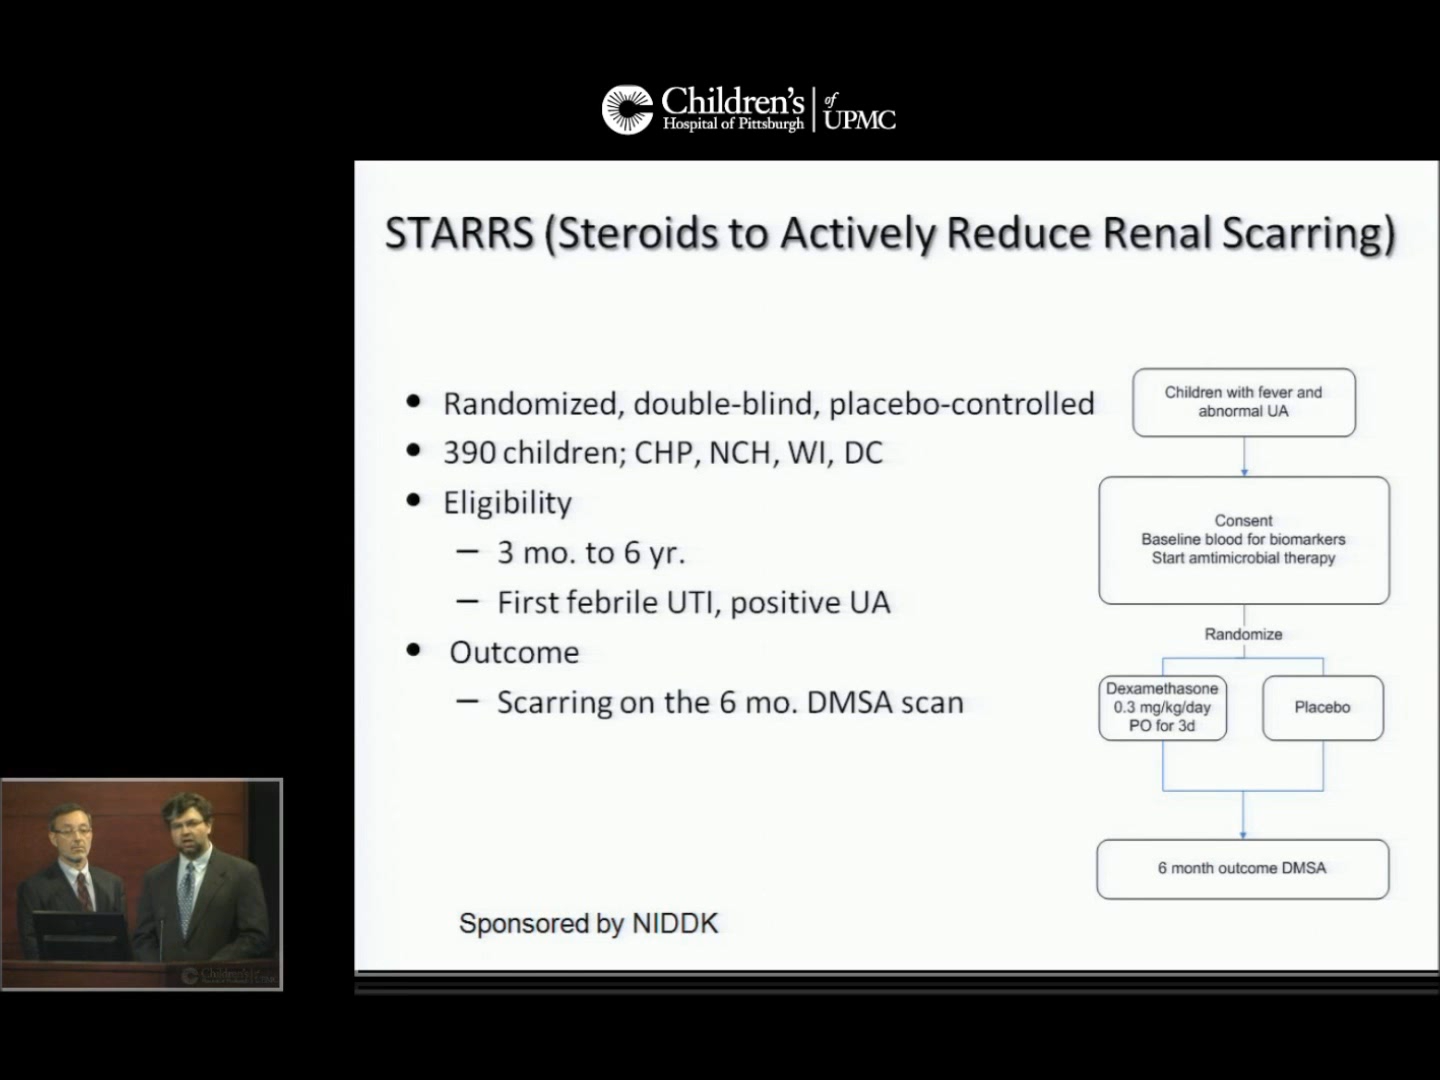 Children's
Hospital of Pittsburgh
of
UPMC
STARRS (Steroids to Actively Reduce Renal Scarring)
• Randomized, double-blind, placebo-controlled
• 390 children; CHP, NCH, WI, DC
• Eligibility
– 3 mo. to 6 yr.
– First febrile UTI, positive UA
• Outcome
– Scarring on the 6 mo. DMSA scan
Sponsored by NIDDK
Children with fever and
abnormal UA
Consent
Baseline blood for biomarkers
Start amtimicrobial therapy
Randomize
Dexamethasone
0.3 mg/kg/day
PO for 3d
Placebo
6 month outcome DMSA
Children's